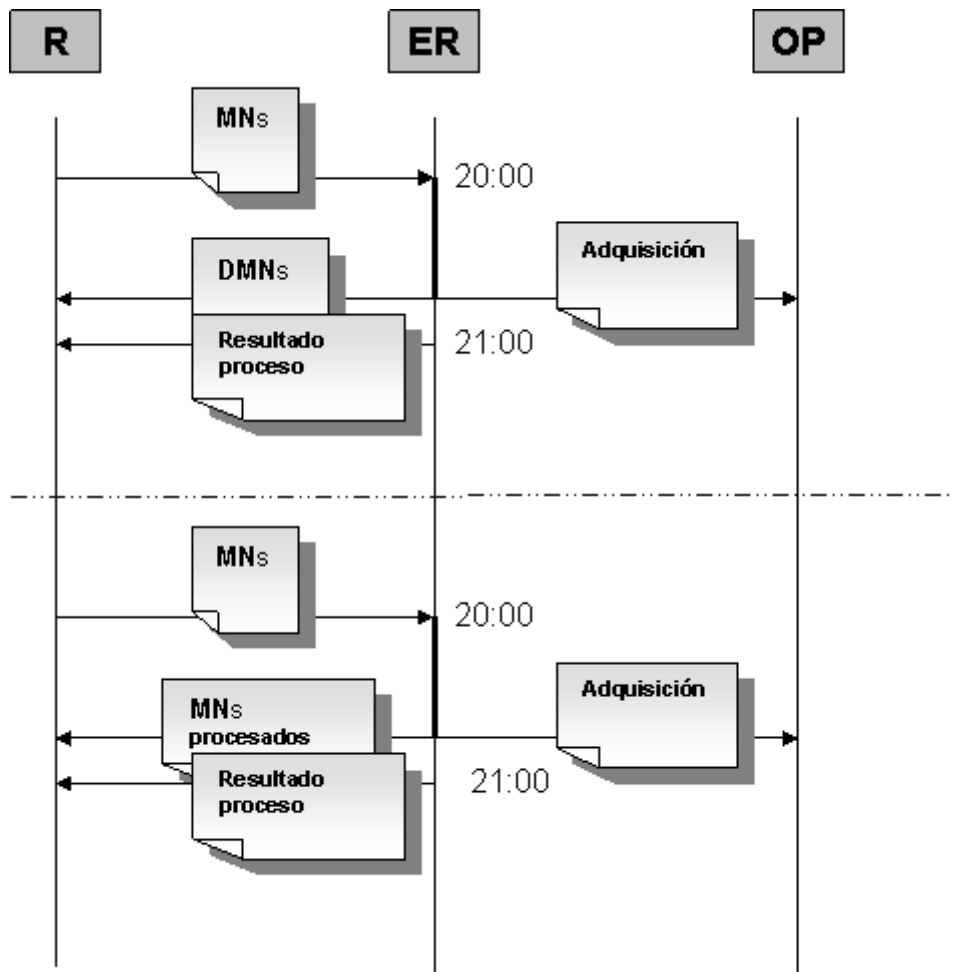 R
ER
OP
MNs
20:00
Adquisición
DMNs
Resultado
proceso
21:00
MNs
20:00
Adquisición
MNs
procesados
Resultado
proceso
21:00